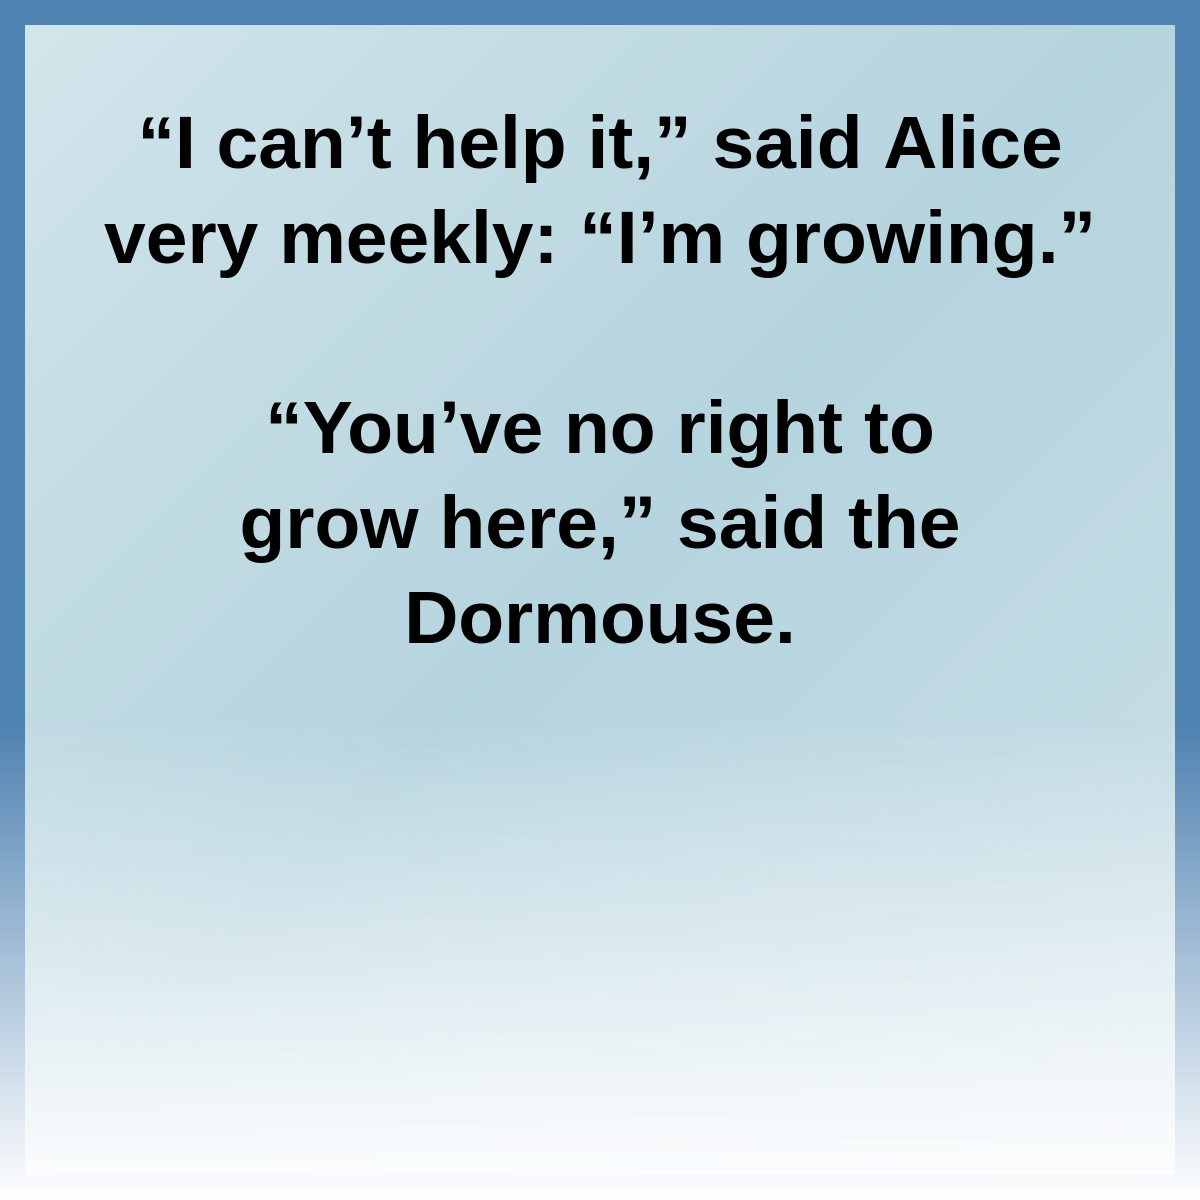 “I can’t help it,” said Alice
very meekly: “I’m growing.”
“You’ve no right to
grow here,” said the
Dormouse.